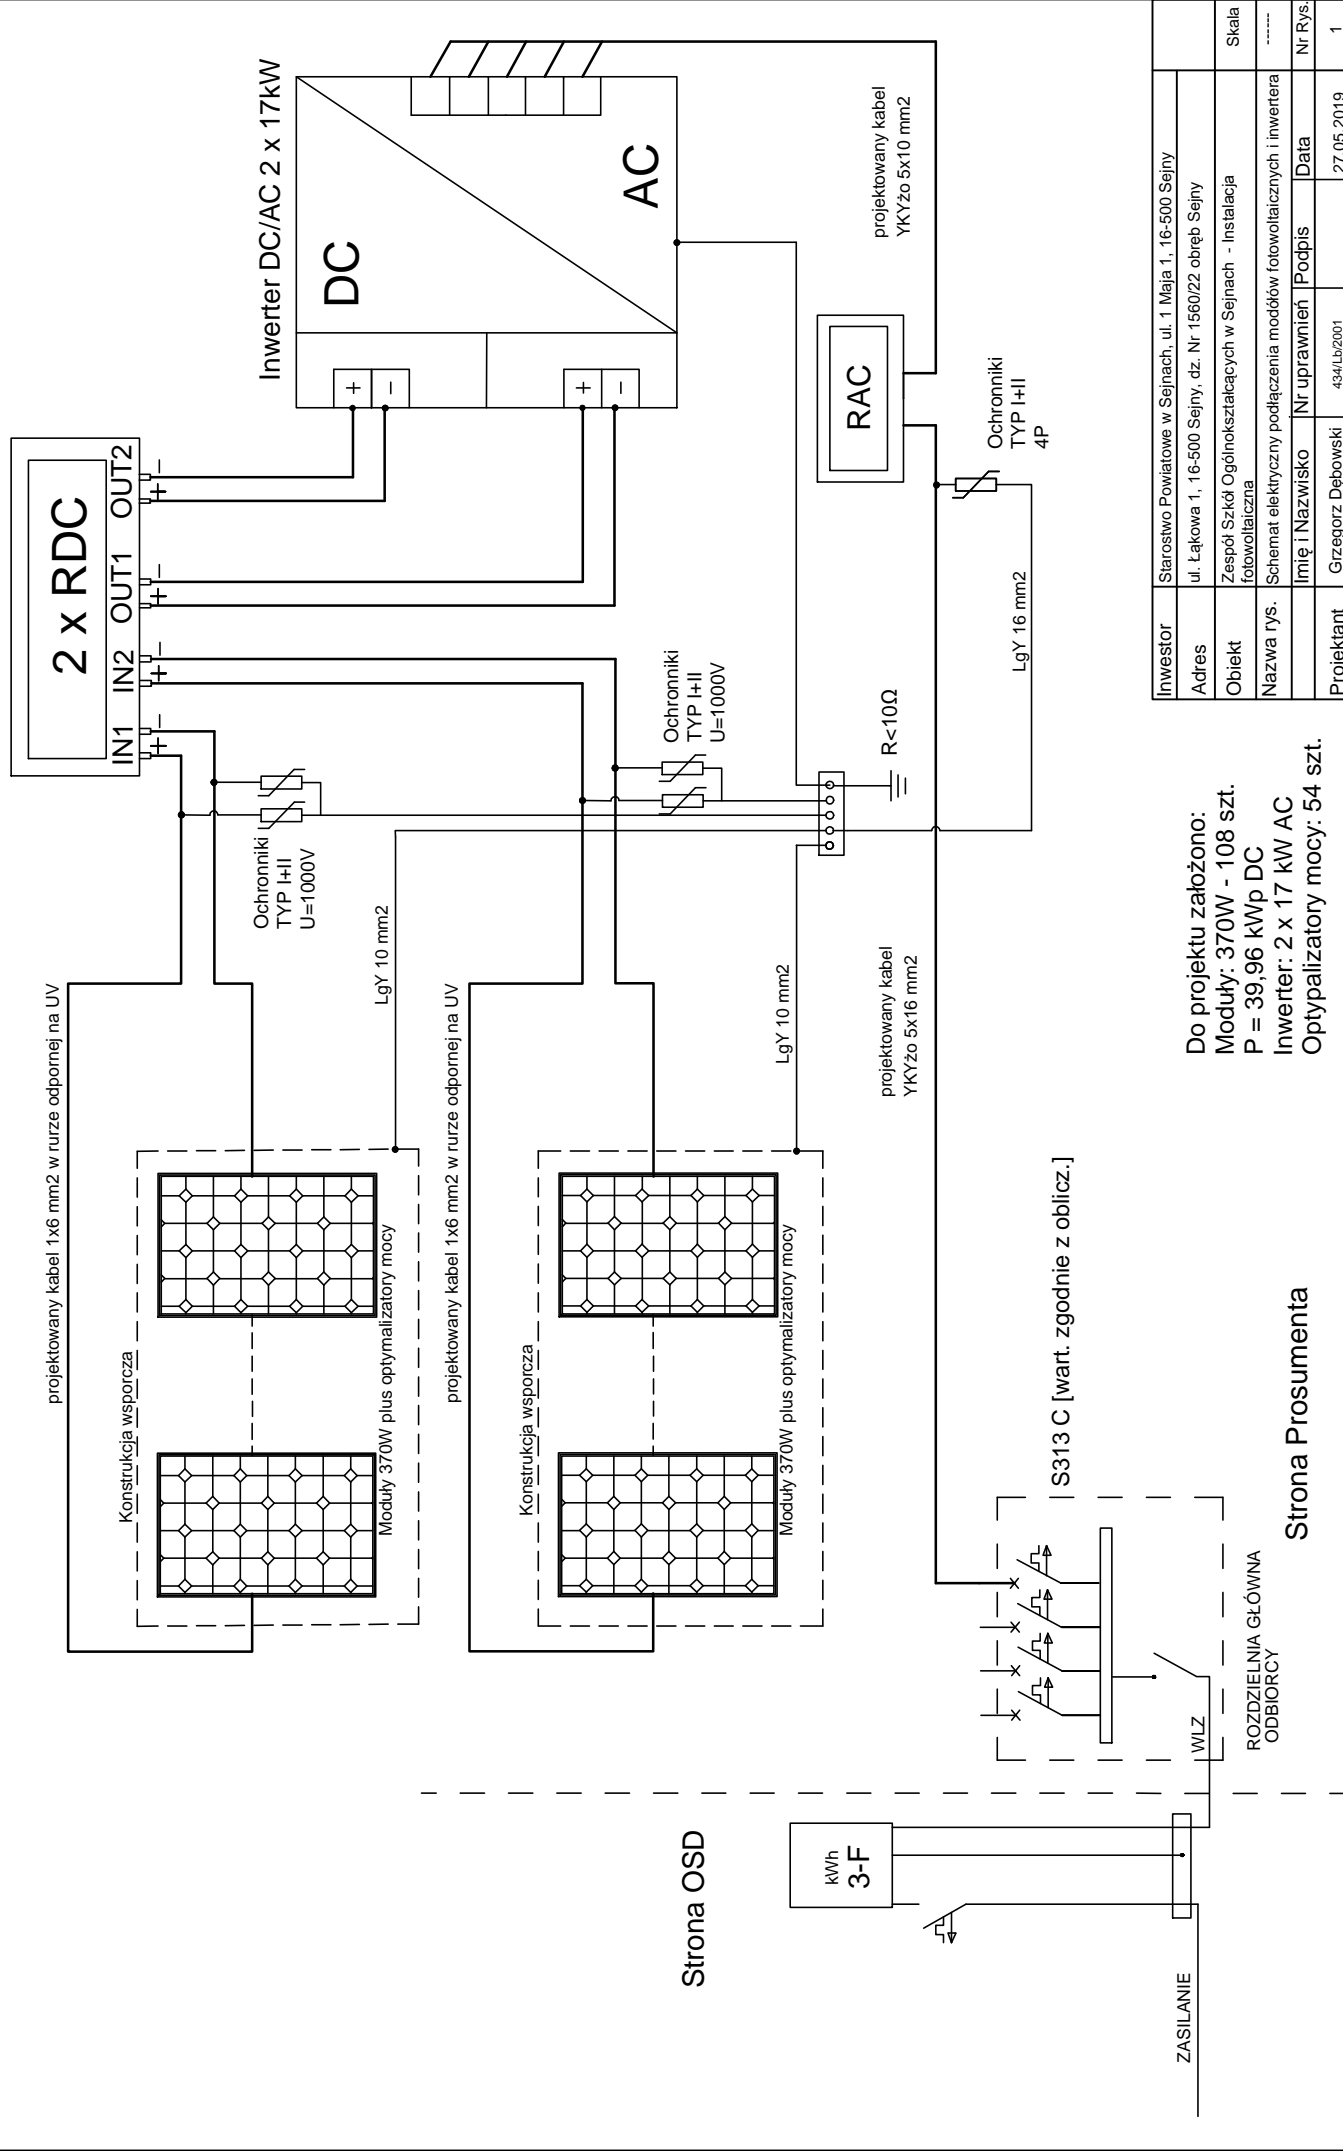 2 x RDC
IN1
IN2
OUT1
OUT2
+
−
+
−
+
−
+
−
Inwerter DC/AC 2 x 17kW
DC
AC
+
−
+
−
projektowany kabel 1x6 mm2 w rurze odpornej na UV
Konstrukcja wsporcza
Moduły 370W plus optymalizatory mocy
Ochronniki
TYP I+II
U=1000V
LgY 10 mm2
projektowany kabel 1x6 mm2 w rurze odpornej na UV
Konstrukcja wsporcza
Moduły 370W plus optymalizatory mocy
Ochronniki
TYP I+II
U=1000V
LgY 10 mm2
R<10Ω
projektowany kabel
YKYżo 5x10 mm2
RAC
Ochronniki
TYP I+II
4P
LgY 16 mm2
projektowany kabel
YKYżo 5x16 mm2
Strona OSD
kWh
3-F
ZASILANIE
WLZ
S313 C [wart. zgodnie z oblicz.]
ROZDZIELNIA GŁÓWNA
ODBIORCY
Strona Prosumenta
Do projektu założono:
Moduły: 370W - 108 szt.
P = 39,96 kWp DC
Inwerter: 2 x 17 kW AC
Optypalizatory mocy: 54 szt.
Inwestor
Starostwo Powiatowe w Sejnach, ul. 1 Maja 1, 16-500 Sejny
Adres
ul. Łąkowa 1, 16-500 Sejny, dz. Nr 1560/22 obręb Sejny
Obiekt
Zespół Szkół Ogólnokształcących w Sejnach - Instalacja
fotowoltaiczna
Skala
Nazwa rys.
Schemat elektryczny podłączenia modółów fotowoltaicznych i inwertera
------
Imię i Nazwisko
Nr uprawnień
Podpis
Data
Nr Rys.
Projektant
Grzegorz Dębowski
434/Lb/2001
27.05.2019
1